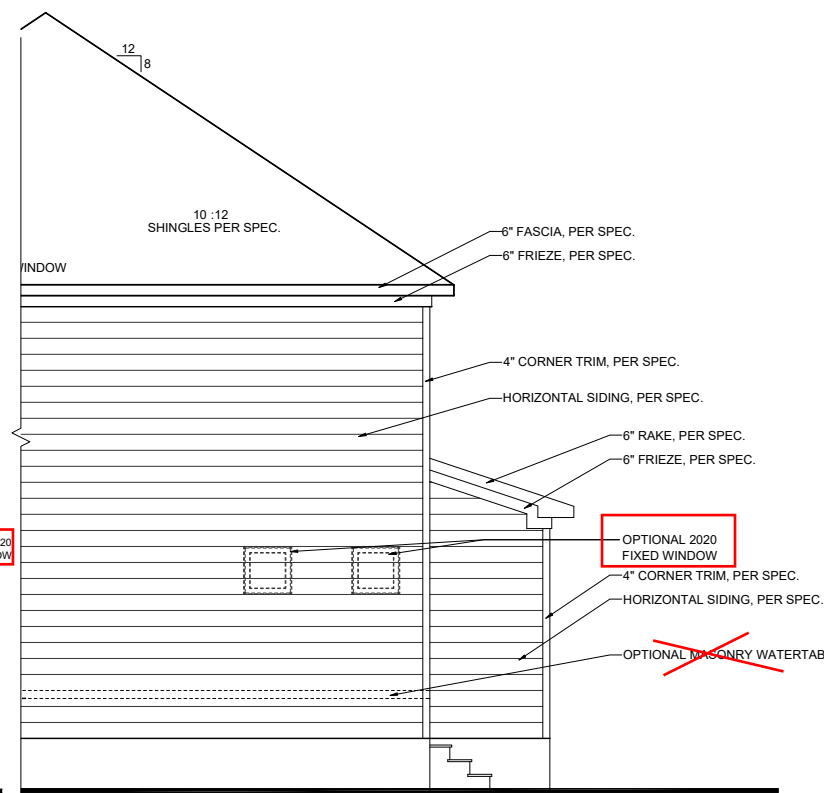 12
8
10 :12
SHINGLES PER SPEC.
6" FASCIA, PER SPEC.
6" FRIEZE, PER SPEC.
4" CORNER TRIM, PER SPEC.
HORIZONTAL SIDING, PER SPEC.
6" RAKE, PER SPEC.
6" FRIEZE, PER SPEC.
20
OPTIONAL 2020
FIXED WINDOW
4" CORNER TRIM, PER SPEC.
HORIZONTAL SIDING, PER SPEC.
OPTIONAL MASONRY WATERTAB